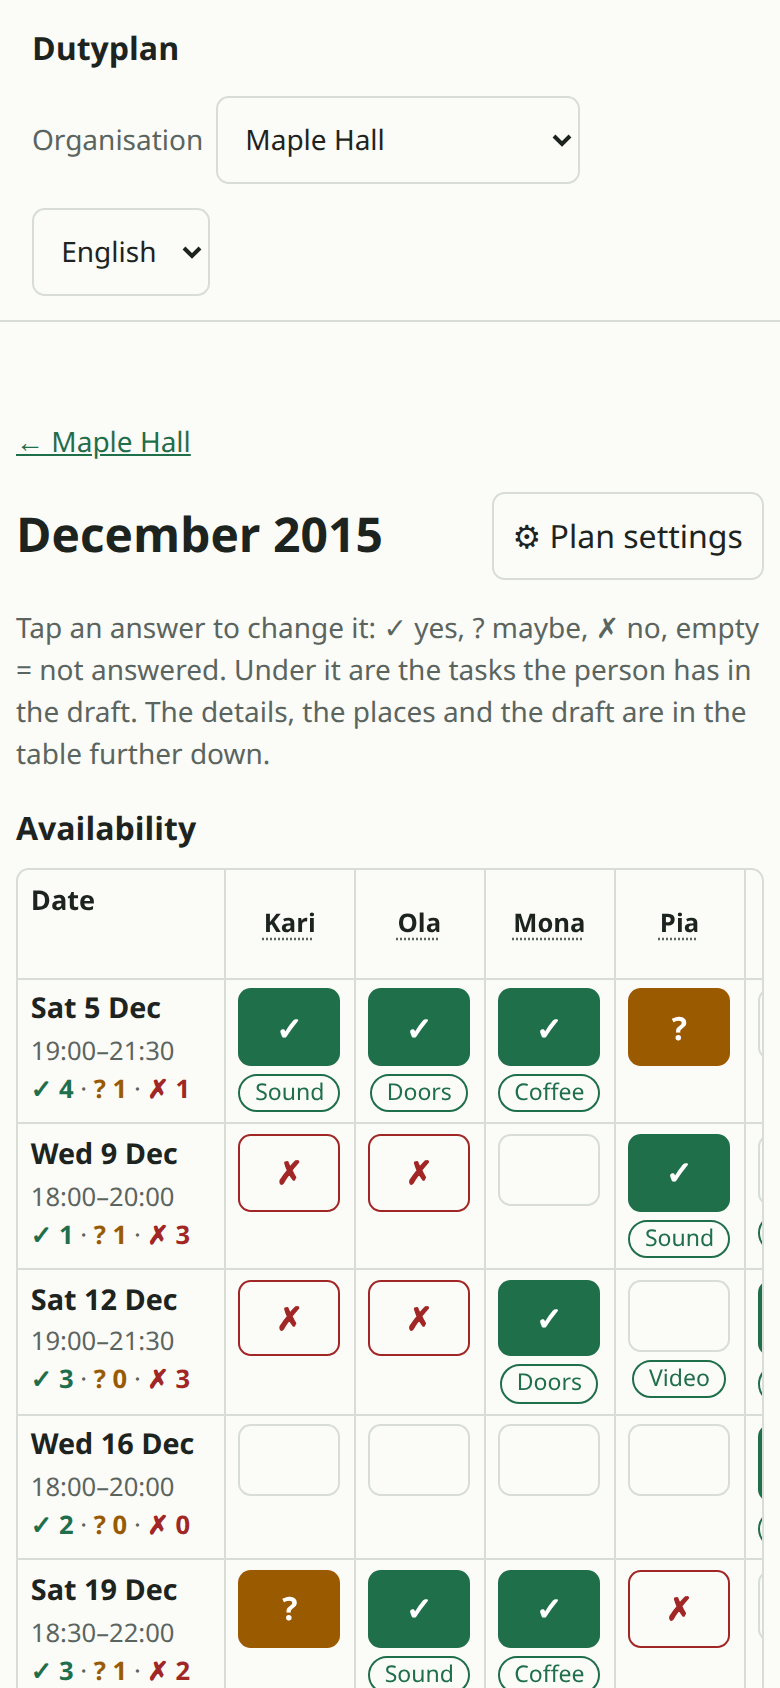 Dutyplan
Organisation Maple Hall
English
← Maple Hall
December 2015 ⚙ Plan settings
Tap an answer to change it: ✓ yes, ? maybe, ✗ no, empty
= not answered. Under it are the tasks the person has in
the draft. The details, the places and the draft are in the
table further down.
Availability
Date Kari Ola Mona Pia
Sat 5 Dec ✓ ✓ ✓ ?
19:00–21:30
✓ 4 · ? 1 · ✗ 1 Sound Doors Coffee
Wed 9 Dec ✗ ✗ ✓
18:00–20:00
✓ 1 · ? 1 · ✗ 3 Sound
Sat 12 Dec ✗ ✗ ✓
19:00–21:30
✓ 3 · ? 0 · ✗ 3 Doors Video
Wed 16 Dec
18:00–20:00
✓ 2 · ? 0 · ✗ 0
Sat 19 Dec ? ✓ ✓ ✗
18:30–22:00
✓ 3 · ? 1 · ✗ 2 Sound Coffee